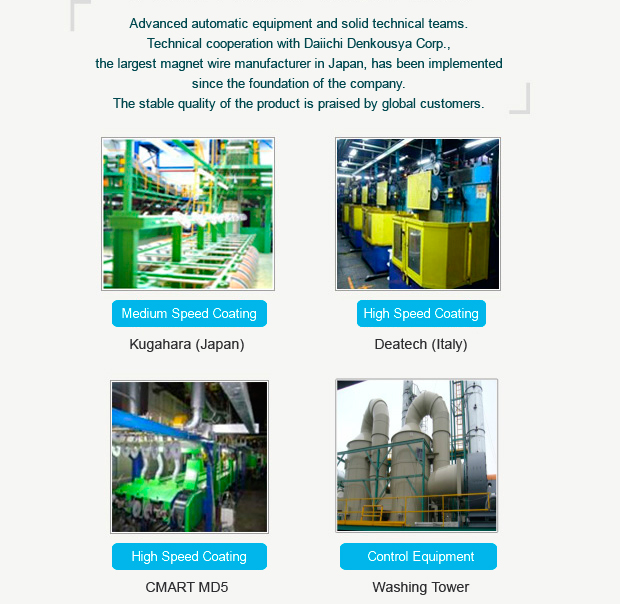 Advanced automatic equipment and solid technical teams.
Technical cooperation with Daiichi Denkousya Corp.,
the largest magnet wire manufacturer in Japan, has been implemented
since the foundation of the company.
The stable quality of the product is praised by global customers.
Medium Speed Coating
High Speed Coating
Kugahara (Japan)
Deatech (Italy)
High Speed Coating
Control Equipment
CMART MD5
Washing Tower